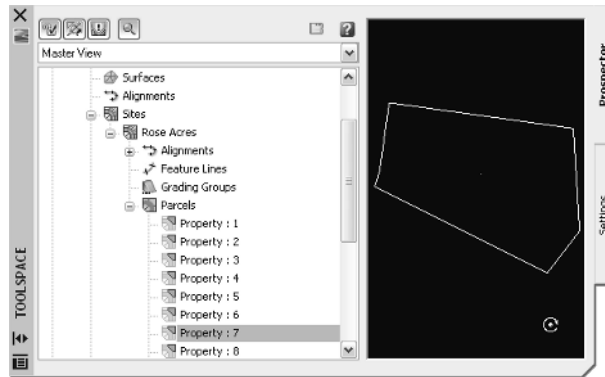 Master View
Surfaces
Alignments
Sites
Rose Acres
Alignments
Feature Lines
Grading Groups
Parcels
Property : 1
Property : 2
Property : 3
Property : 4
Property : 5
Property : 6
Property : 7
Property : 8
TOOLSPACE
Prospector
Settings